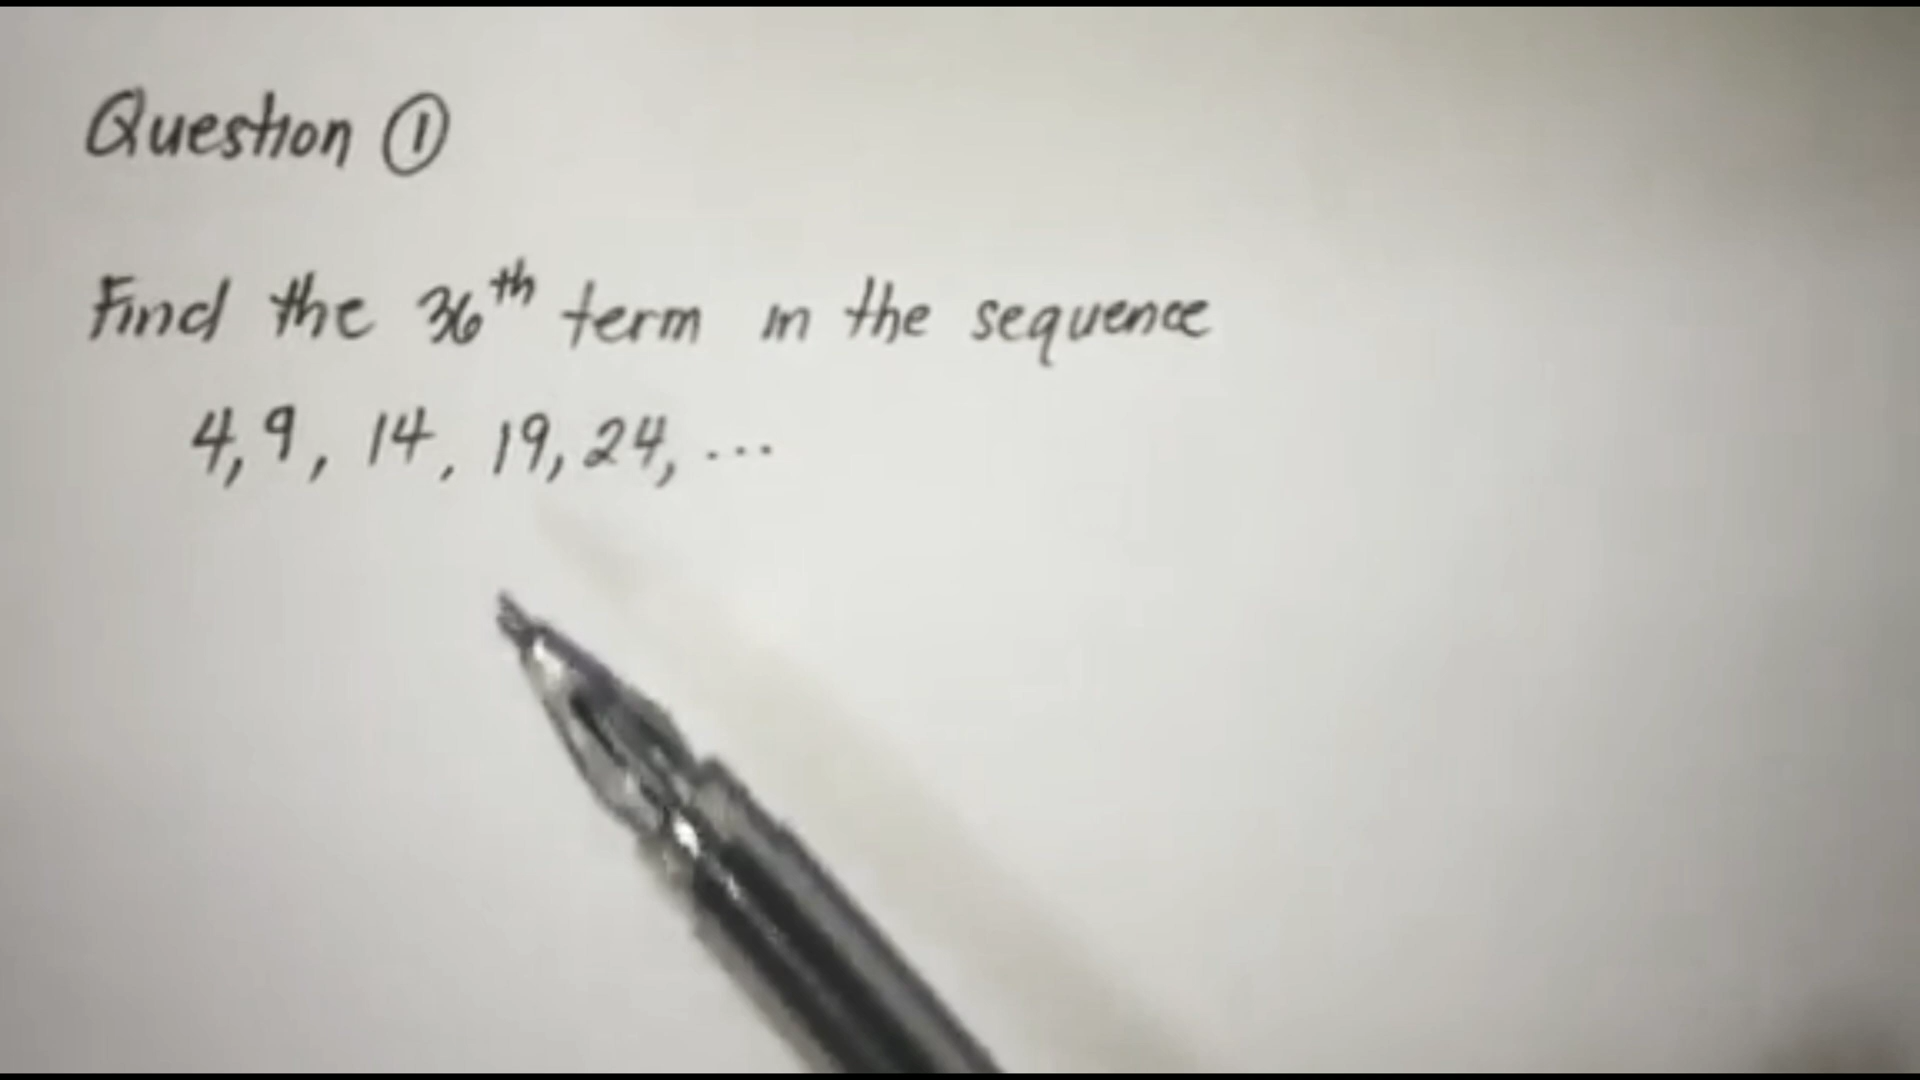 Question ①
Find the 36th term in the sequence
4, 9, 14, 19, 24, ...